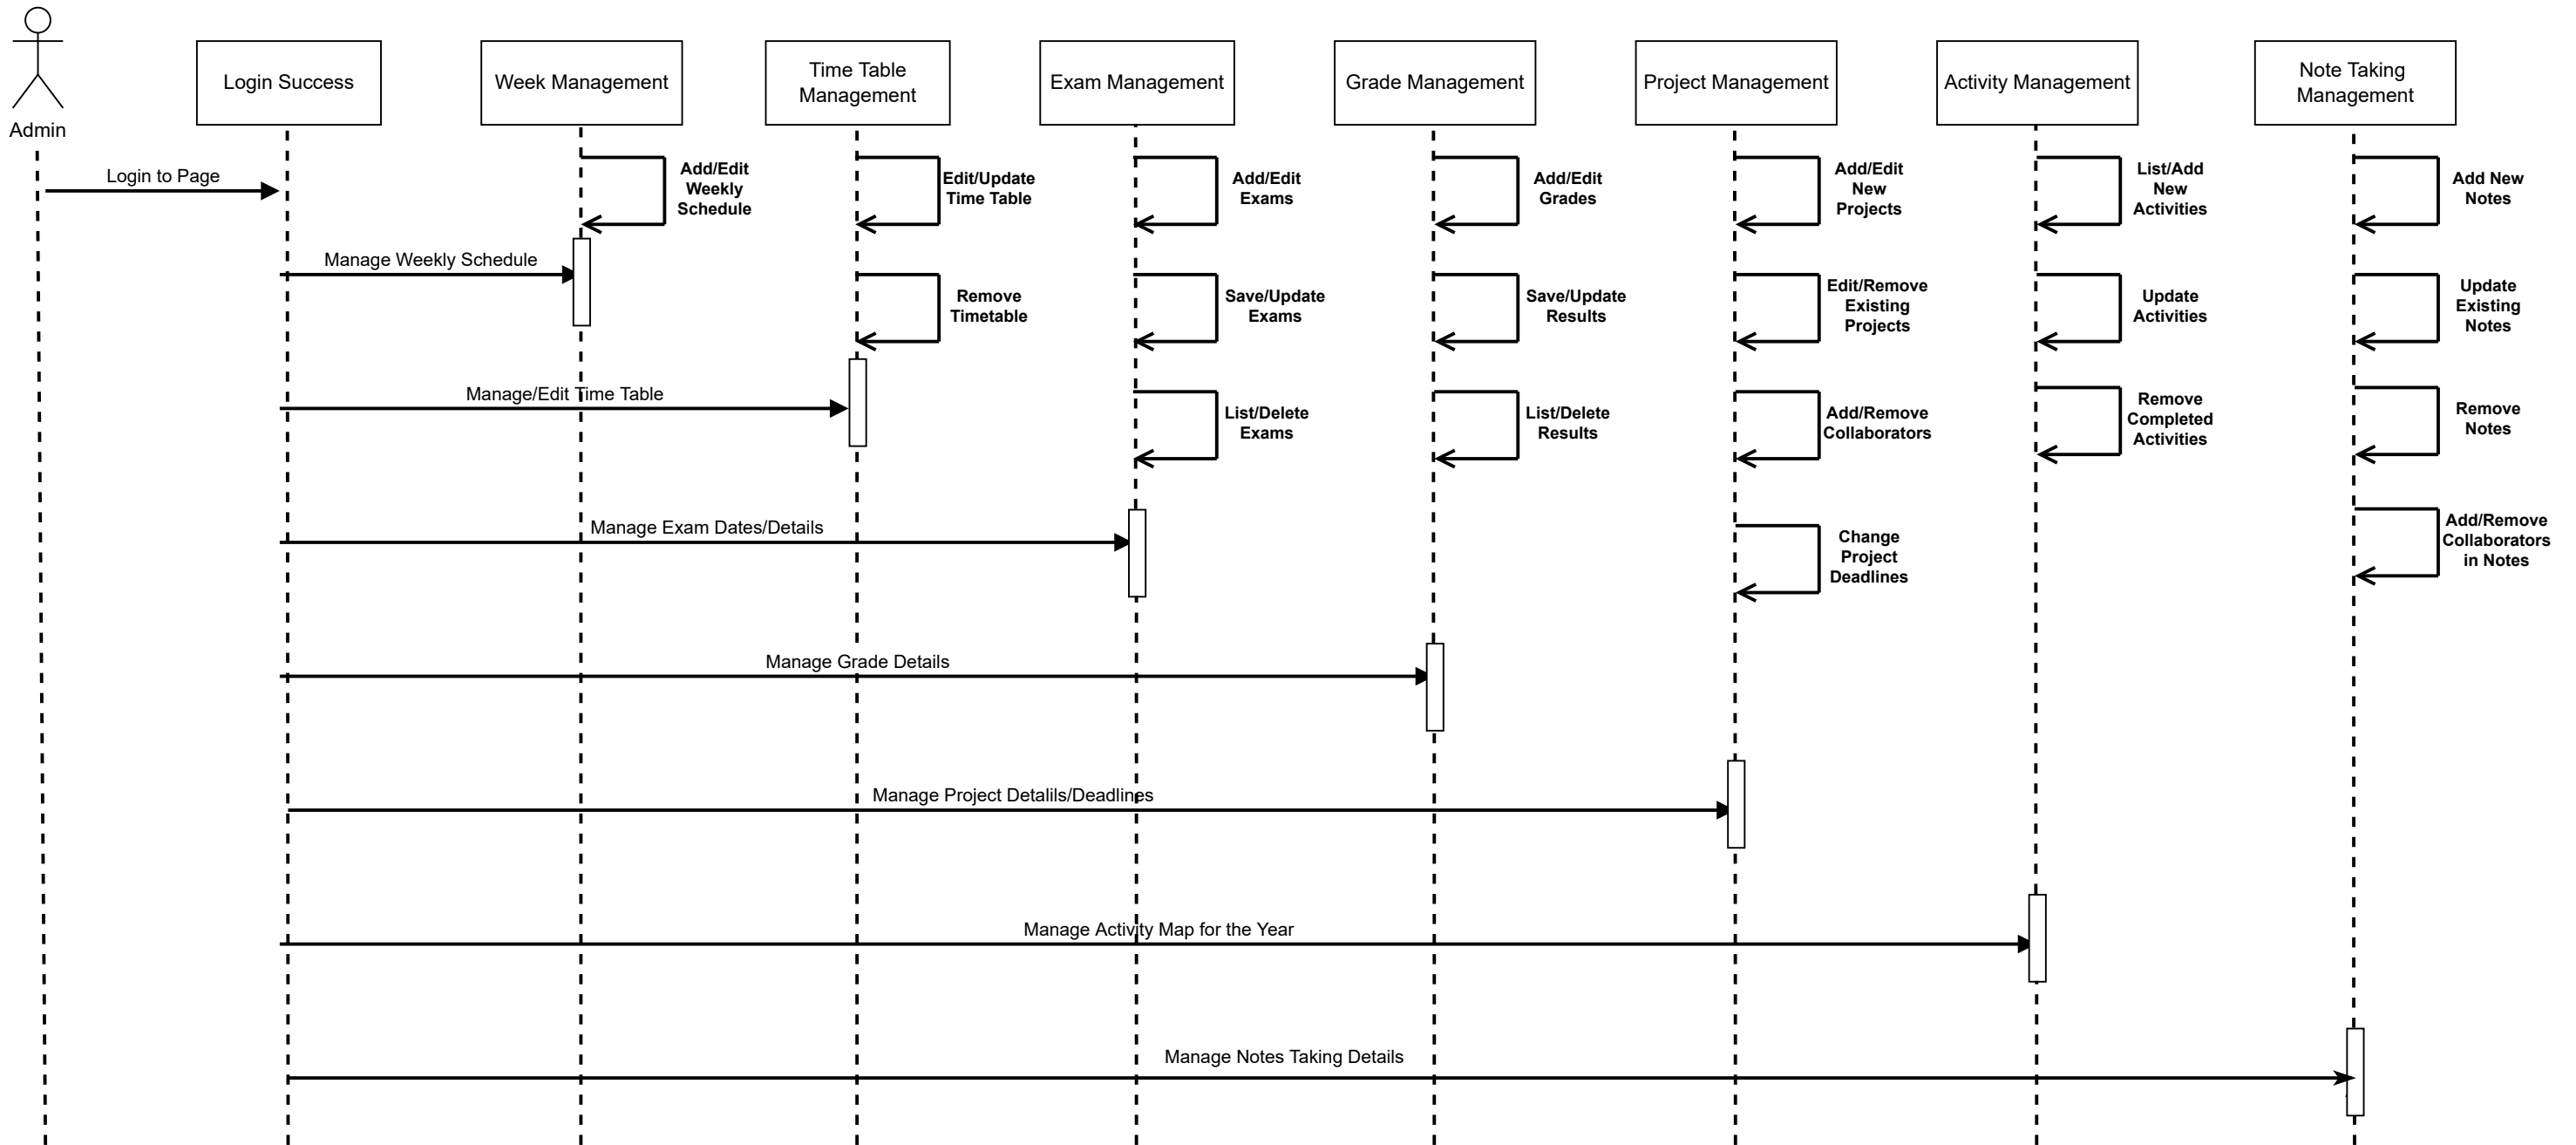 Admin
Login Success
Week Management
Time Table
Management
Exam Management
Grade Management
Project Management
Activity Management
Note Taking
Management
Login to Page
Add/Edit
Weekly
Schedule
Edit/Update
Time Table
Add/Edit
Exams
Add/Edit
Grades
Add/Edit
New
Projects
List/Add
New
Activities
Add New
Notes
Manage Weekly Schedule
Remove
Timetable
Save/Update
Exams
Save/Update
Results
Edit/Remove
Existing
Projects
Update
Activities
Update
Existing
Notes
Manage/Edit Time Table
List/Delete
Exams
List/Delete
Results
Add/Remove
Collaborators
Remove
Completed
Activities
Remove
Notes
Manage Exam Dates/Details
Change
Project
Deadlines
Add/Remove
Collaborators
in Notes
Manage Grade Details
Manage Project Detalils/Deadlines
Manage Activity Map for the Year
Manage Notes Taking Details